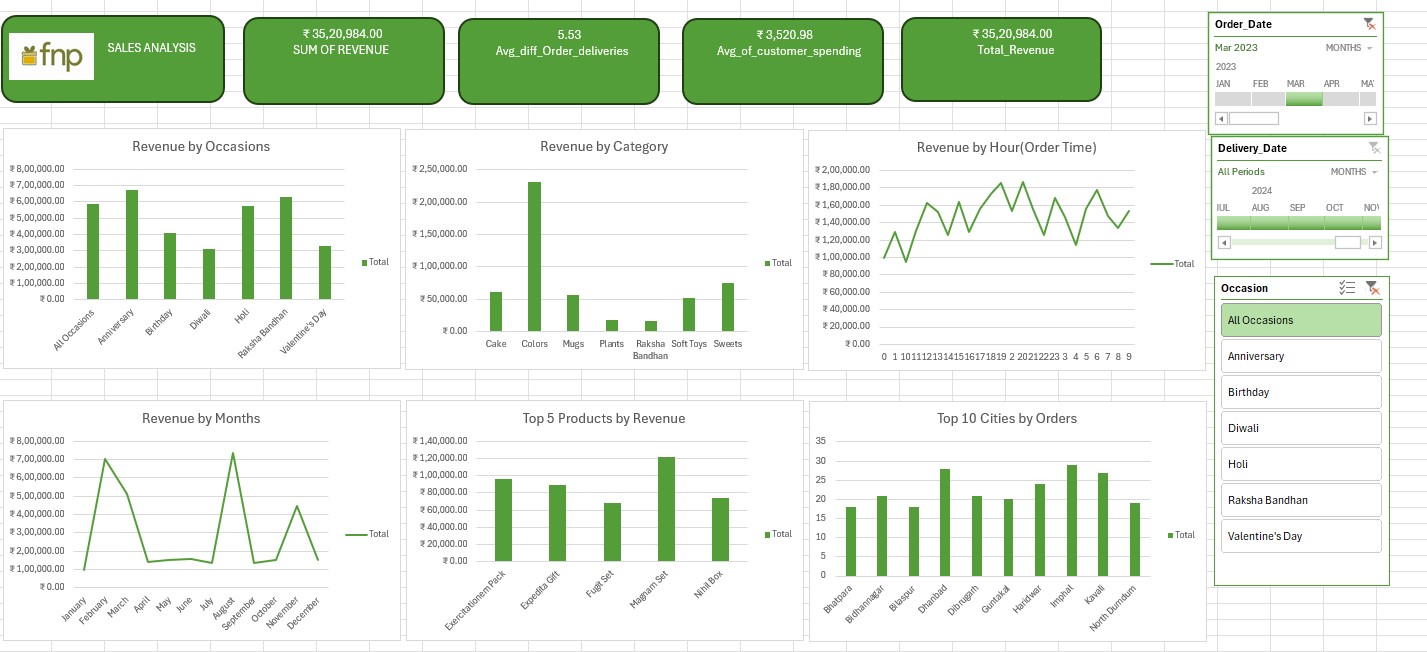 fnp
SALES ANALYSIS
₹ 35,20,984.00
SUM OF REVENUE
5.53
Avg_diff_Order_deliveries
₹ 3,520.98
Avg_of_customer_spending
₹ 35,20,984.00
Total_Revenue
Order_Date
Mar 2023 MONTHS
2023
JAN FEB MAR APR
Delivery_Date
All Periods MONTHS
2024
AUG SEP OCT
Revenue by Occasions
₹ 8,00,000.00
₹ 7,00,000.00
₹ 6,00,000.00
₹ 5,00,000.00
₹ 4,00,000.00
₹ 3,00,000.00
₹ 2,00,000.00
₹ 1,00,000.00
₹ 0.00
All Occasions
Anniversary
Birthday
Diwali
Holi
Raksha Bandhan
Valentine's Day
Total
Revenue by Category
₹ 2,50,000.00
₹ 2,00,000.00
₹ 1,50,000.00
₹ 1,00,000.00
₹ 50,000.00
₹ 0.00
Cake Colors Mugs Plants Raksha Bandhan Soft Toys Sweets
Total
Revenue by Hour(Order Time)
₹ 2,00,000.00
₹ 1,80,000.00
₹ 1,60,000.00
₹ 1,40,000.00
₹ 1,20,000.00
₹ 1,00,000.00
₹ 80,000.00
₹ 60,000.00
₹ 40,000.00
₹ 20,000.00
₹ 0.00
0 1 10 11 12 13 14 15 16 17 18 19 2 20 21 22 23 3 4 5 6 7 8 9
Total
Occasion
All Occasions
Anniversary
Birthday
Diwali
Holi
Raksha Bandhan
Valentine's Day
Revenue by Months
₹ 8,00,000.00
₹ 7,00,000.00
₹ 6,00,000.00
₹ 5,00,000.00
₹ 4,00,000.00
₹ 3,00,000.00
₹ 2,00,000.00
₹ 1,00,000.00
₹ 0.00
January
February
March
April
May
June
July
August
September
October
November
December
Total
Top 5 Products by Revenue
₹ 1,40,000.00
₹ 1,20,000.00
₹ 1,00,000.00
₹ 80,000.00
₹ 60,000.00
₹ 40,000.00
₹ 20,000.00
₹ 0.00
Exercitationem Pack
Expedita Gift
Fugit Set
Magnam Set
Nihil Box
Total
Top 10 Cities by Orders
35
30
25
20
15
10
5
0
Bhatpara
Bidhannagar
Bilaspur
Dhanbad
Dibrugarh
Guntakal
Haridwar
Imphal
Kavali
North Dumdum
Total